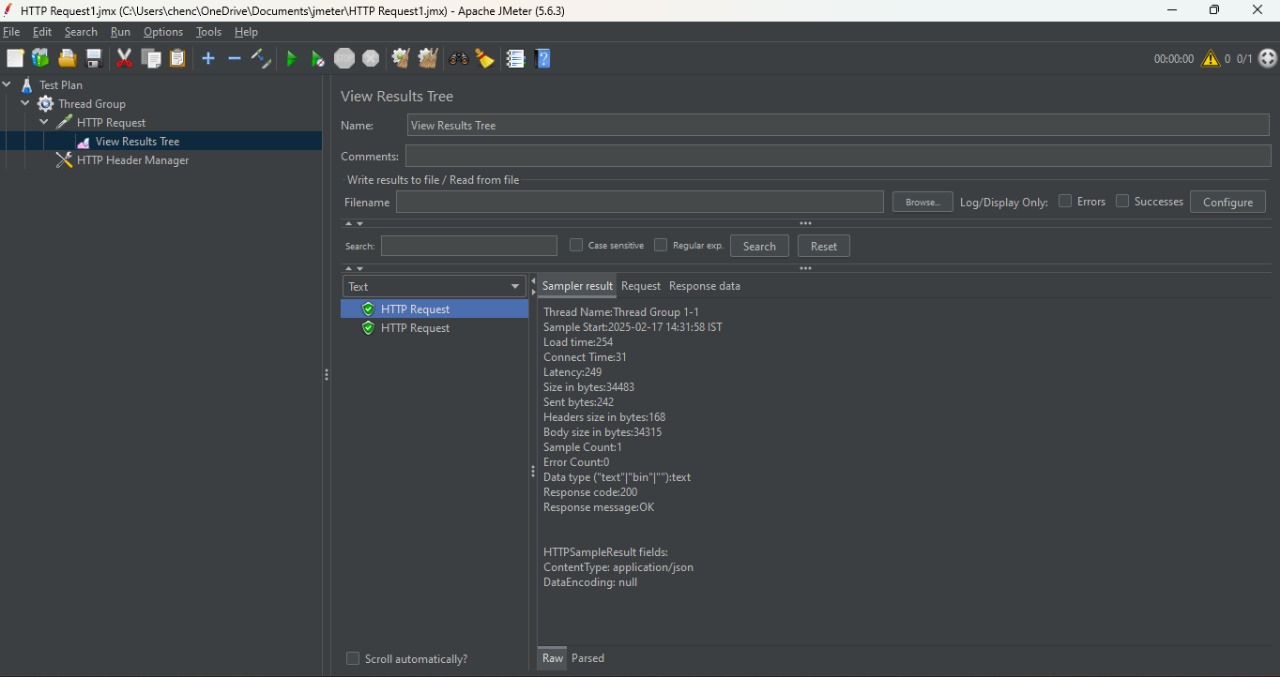 HTTP Request1.jmx (C:\Users\chenc\OneDrive\Documents\jmeter\HTTP Request1.jmx) - Apache JMeter (5.6.3)
File Edit Search Run Options Tools Help
00:00:00 0 0/1
Test Plan
Thread Group
HTTP Request
View Results Tree
HTTP Header Manager
View Results Tree
Name: View Results Tree
Comments:
Write results to file / Read from file
Filename Browse... Log/Display Only: Errors Successes Configure
Search: Case sensitive Regular exp. Search Reset
Text
HTTP Request
HTTP Request
Scroll automatically?
Sampler result Request Response data
Thread Name:Thread Group 1-1
Sample Start:2025-02-17 14:31:58 IST
Load time:254
Connect Time:31
Latency:249
Size in bytes:34483
Sent bytes:242
Headers size in bytes:168
Body size in bytes:34315
Sample Count:1
Error Count:0
Data type ("text"|"bin"|""):text
Response code:200
Response message:OK
HTTPSampleResult fields:
ContentType: application/json
DataEncoding: null
Raw Parsed